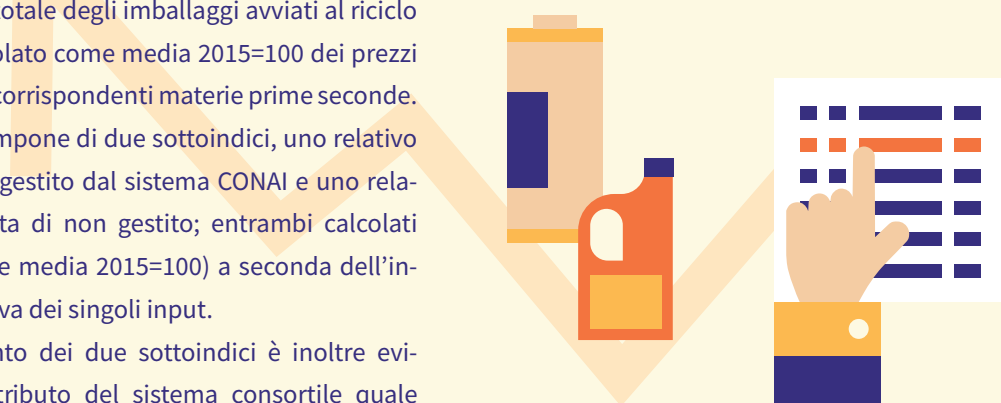 totale degli imballaggi avviati al riciclo
olato come media 2015=100 dei prezzi
corrispondenti materie prime seconde.
mpone di due sottoindici, uno relativo
gestito dal sistema CONAI e uno rela-
ta di non gestito; entrambi calcolati
e media 2015=100) a seconda dell’in-
va dei singoli input.
nto dei due sottoindici è inoltre evi-
tributo del sistema consortile quale